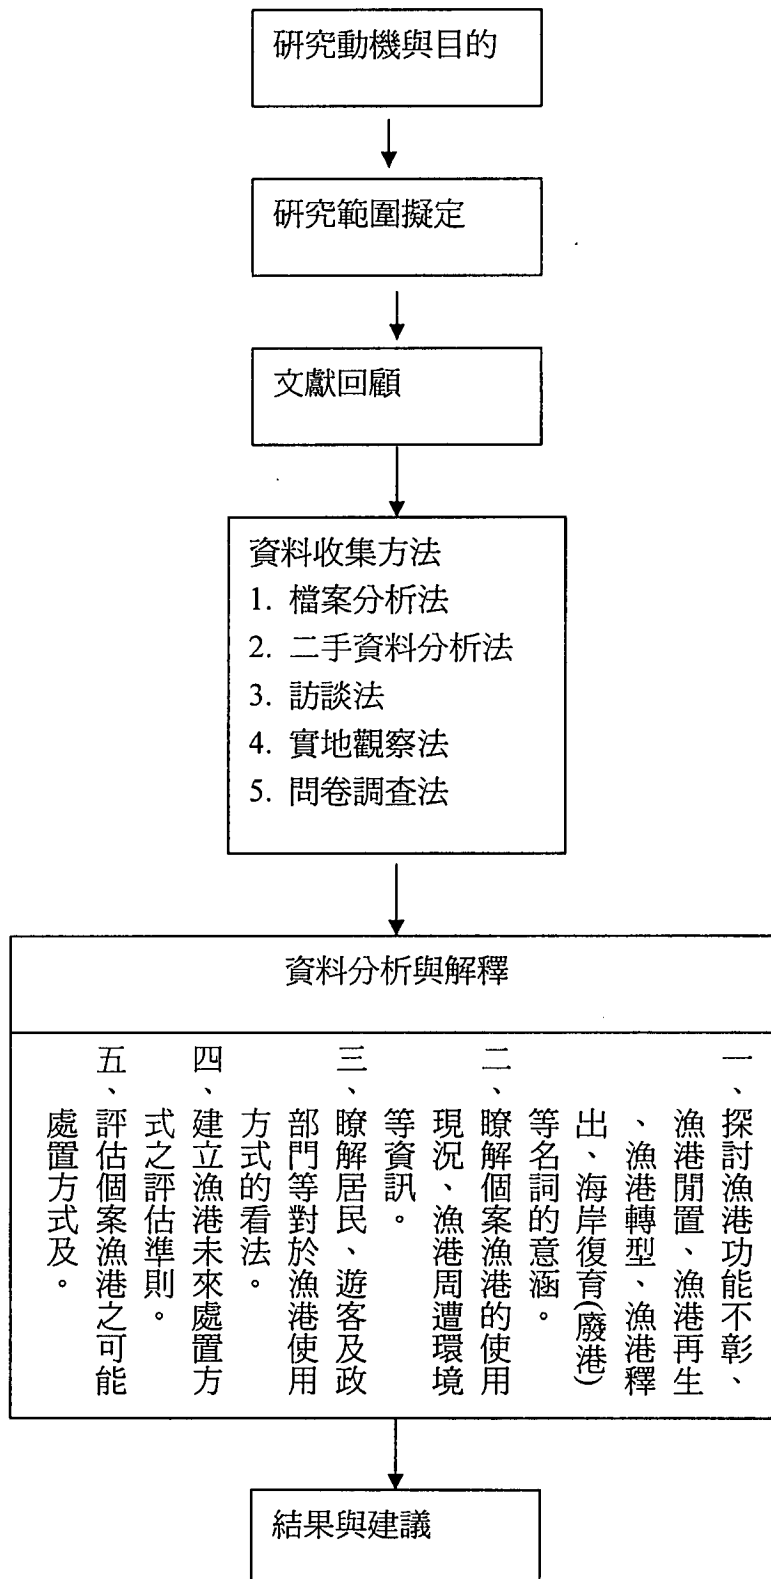 研究動機與目的
研究範圍擬定
文獻回顧
資料收集方法
1. 檔案分析法
2. 二手資料分析法
3. 訪談法
4. 實地觀察法
5. 問卷調查法
資料分析與解釋
一、探討漁港功能不彰、
漁港閒置、漁港再生
、漁港轉型、漁港釋
出、海岸復育(廢港)
等名詞的意涵。
二、瞭解個案漁港的使用
現況、漁港周遭環境
等資訊。
三、瞭解居民、遊客及政
部門等對於漁港使用
方式的看法。
四、建立漁港未來處置方
式之評估準則。
五、評估個案漁港之可能
處置方式及。
結果與建議